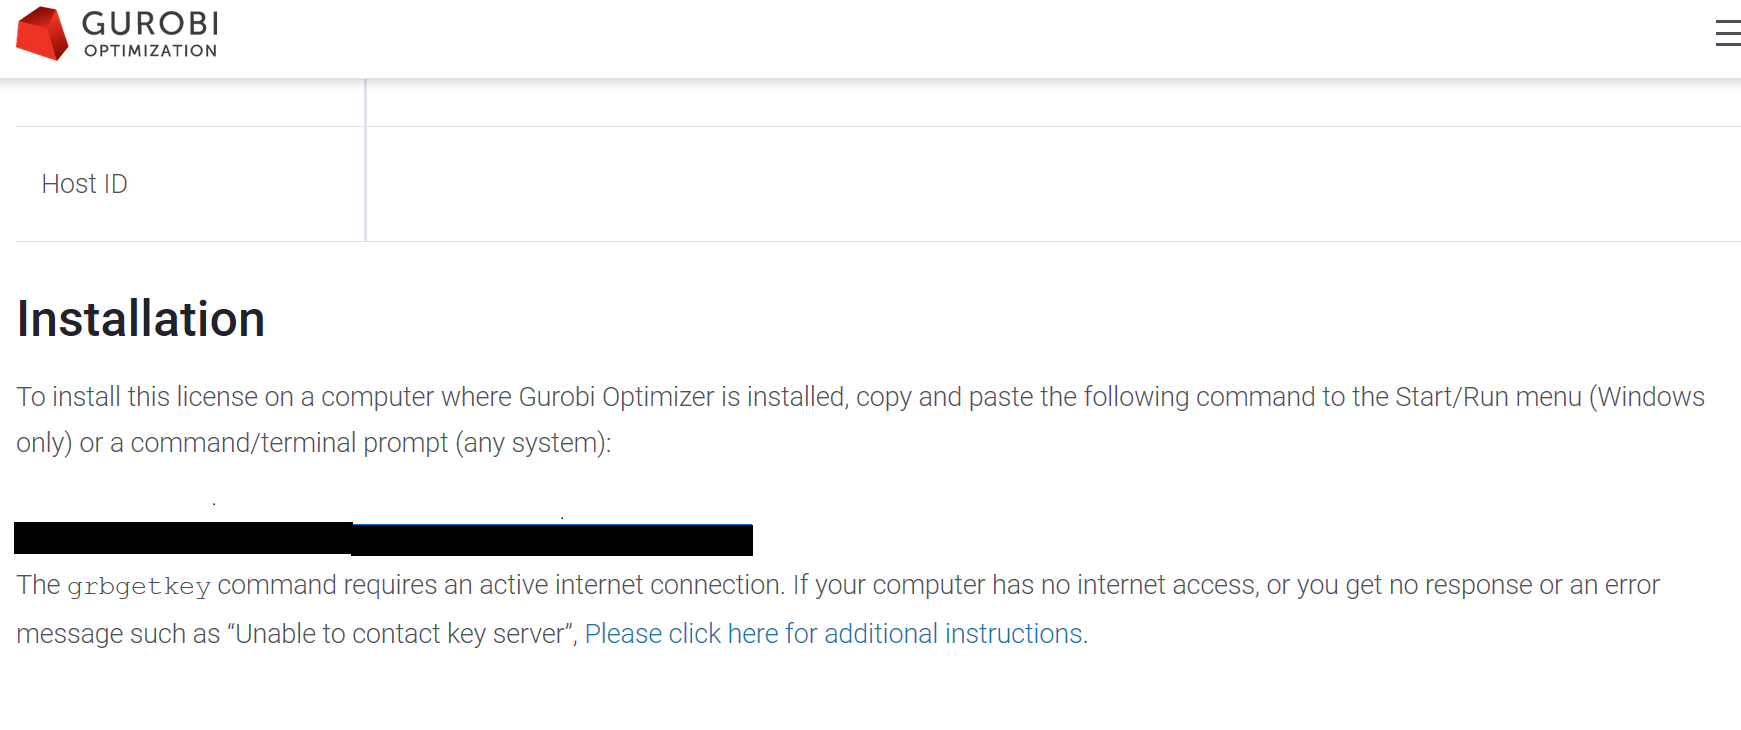 GUROBI
OPTIMIZATION
Host ID
Installation
To install this license on a computer where Gurobi Optimizer is installed, copy and paste the following command to the Start/Run menu (Windows
only) or a command/terminal prompt (any system):
The grbgetkey command requires an active internet connection. If your computer has no internet access, or you get no response or an error
message such as “Unable to contact key server”, Please click here for additional instructions.